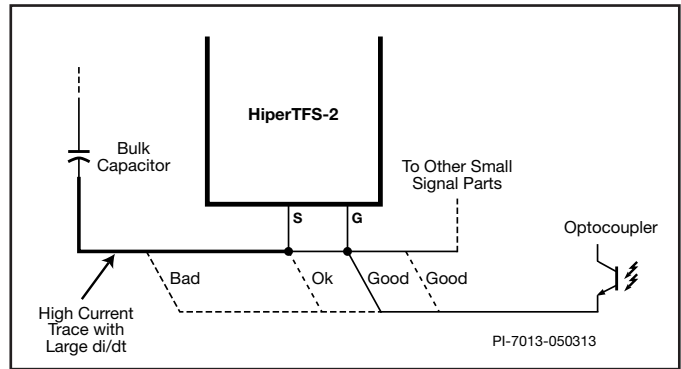 HiperTFS-2
Bulk
Capacitor
To Other Small
Signal Parts
S
G
Optocoupler
Bad
Ok
Good
Good
High Current
Trace with
Large di/dt
PI-7013-050313